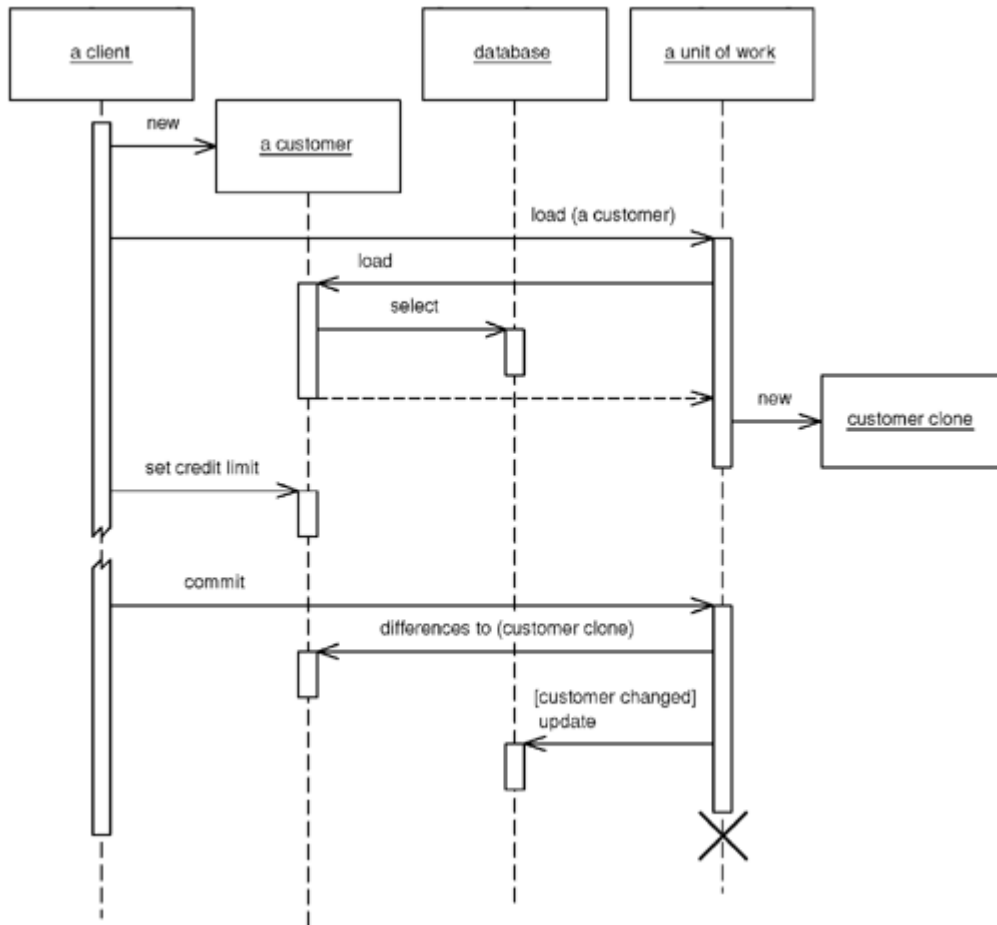 a client
database
a unit of work
new
a customer
load (a customer)
load
select
new
customer clone
set credit limit
commit
differences to (customer clone)
[customer changed]
update